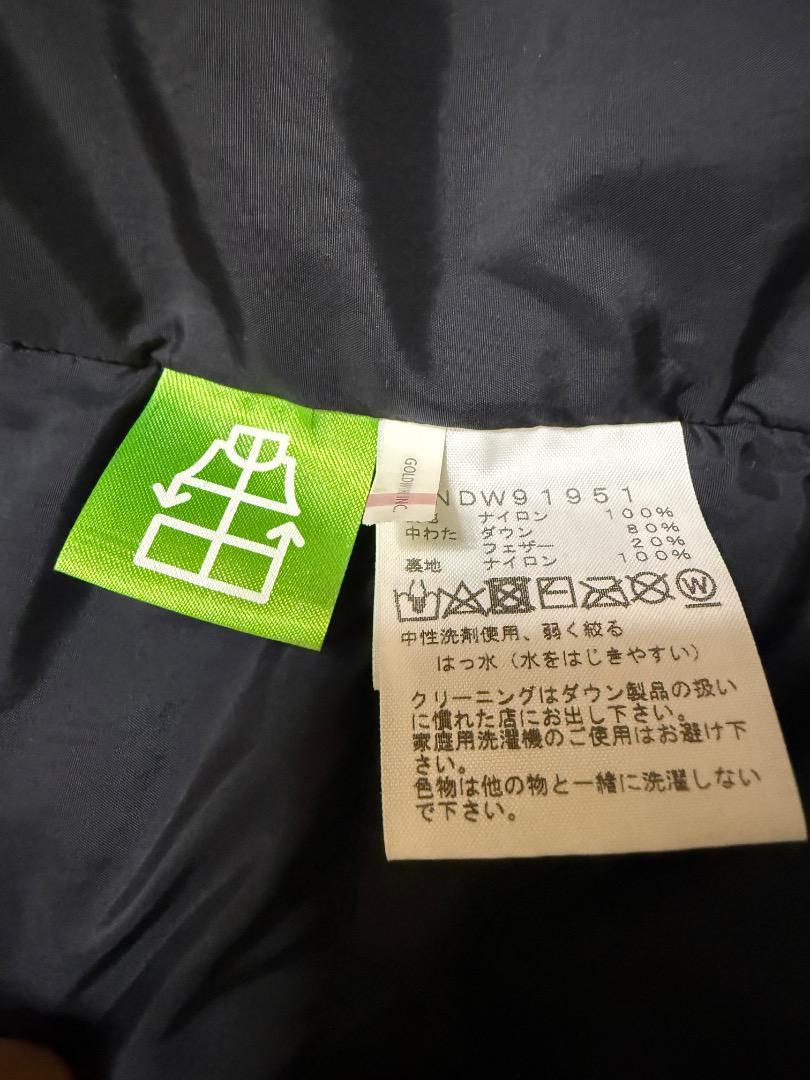 GOLDWIN INC.
NDW91951
ナイロン 100%
中わた ダウン 80%
フェザー 20%
裏地 ナイロン 100%
W
中性洗剤使用、弱く絞る
はっ水（水をはじきやすい）
クリーニングはダウン製品の扱い
に慣れた店にお出し下さい。
家庭用洗濯機のご使用はお避け下
さい。
色物は他の物と一緒に洗濯しない
で下さい。